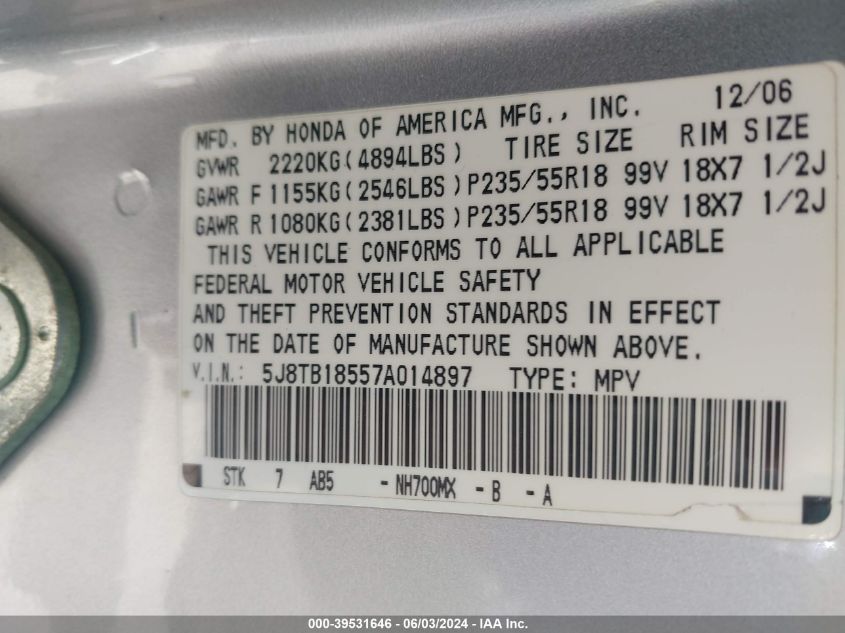 MFD. BY HONDA OF AMERICA MFG., INC. 12/06
GVWR 2220KG(4894LBS) TIRE SIZE RIM SIZE
GAWR F 1155KG(2546LBS)P235/55R18 99V 18X7 1/2J
GAWR R 1080KG(2381LBS)P235/55R18 99V 18X7 1/2J
THIS VEHICLE CONFORMS TO ALL APPLICABLE
FEDERAL MOTOR VEHICLE SAFETY
AND THEFT PREVENTION STANDARDS IN EFFECT
ON THE DATE OF MANUFACTURE SHOWN ABOVE.
V.I.N.: 5J8TB18557A014897 TYPE: MPV
STK 7 AB5 - NH700MX - B - A
000-39531646 - 06/03/2024 - IAA Inc.